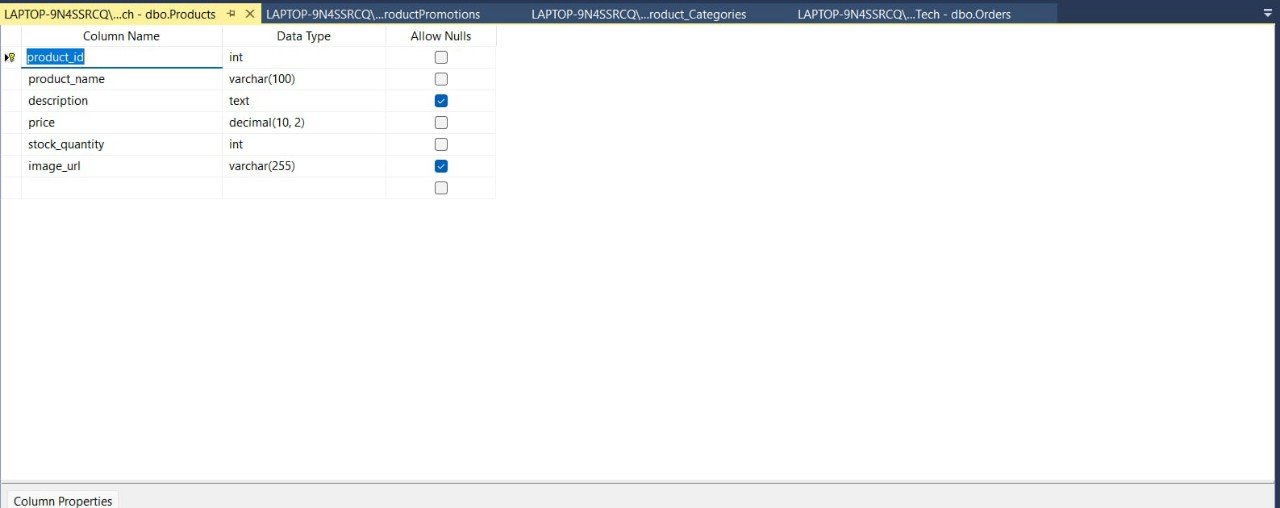 LAPTOP-9N4SSRCQ\...ch - dbo.Products LAPTOP-9N4SSRCQ\...roductPromotions LAPTOP-9N4SSRCQ\...roduct_Categories LAPTOP-9N4SSRCQ\...Tech - dbo.Orders
Column Name Data Type Allow Nulls
product_id int
product_name varchar(100)
description text
price decimal(10, 2)
stock_quantity int
image_url varchar(255)
Column Properties